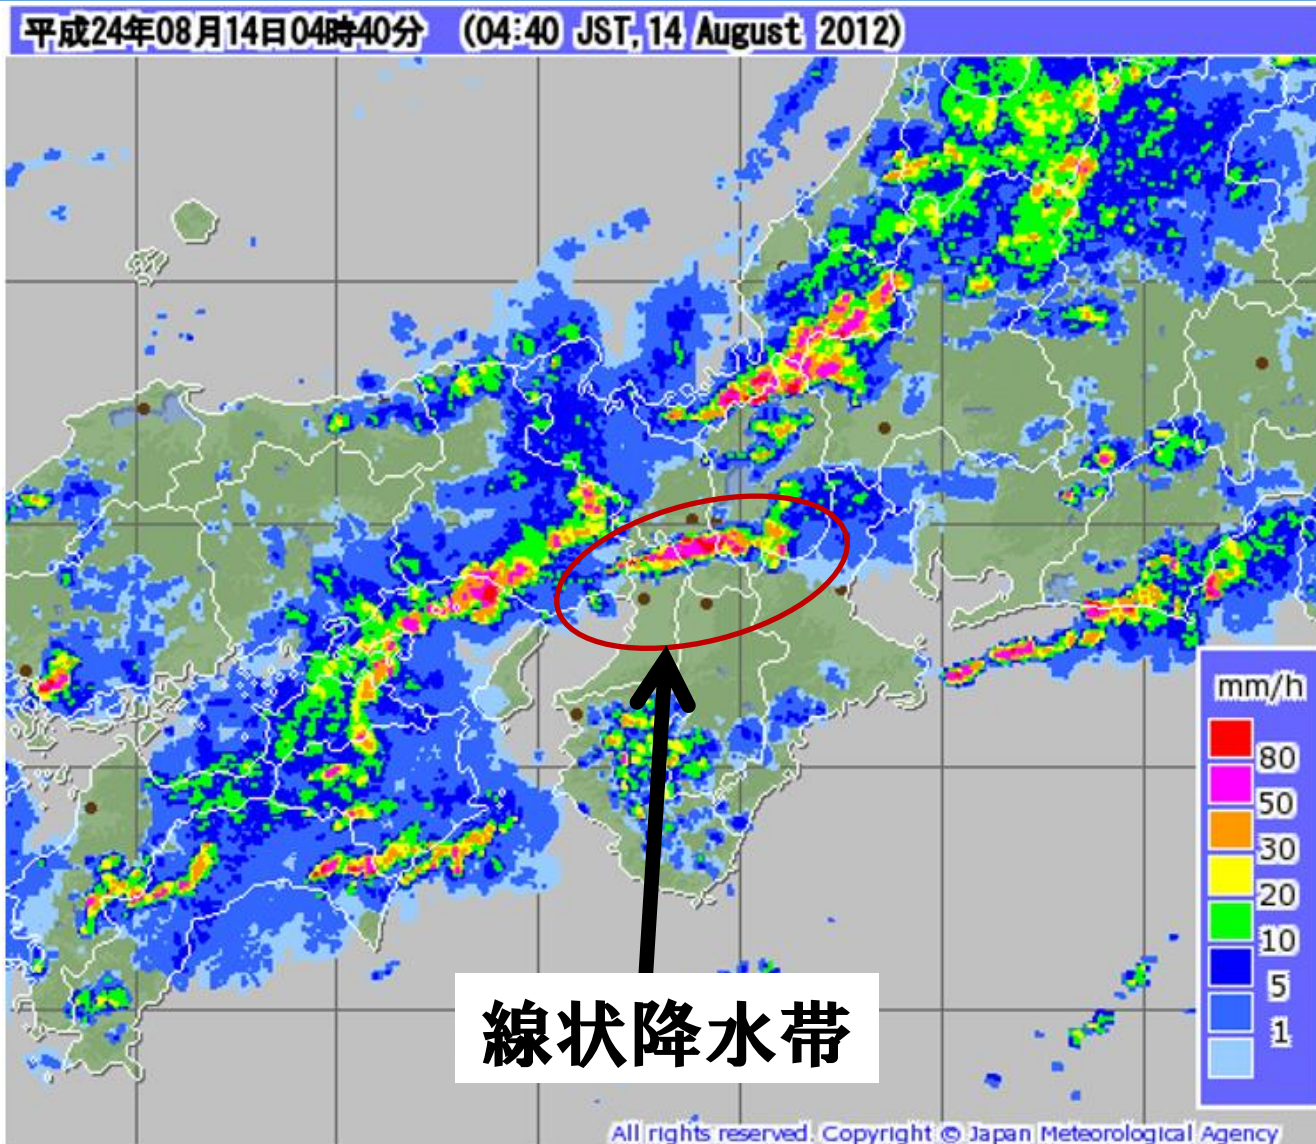 平成24年08月14日04時40分 (04:40 JST, 14 August 2012)
mm/h
80
50
30
20
10
5
1
線状降水帯
All rights reserved. Copyright © Japan Meteorological Agency